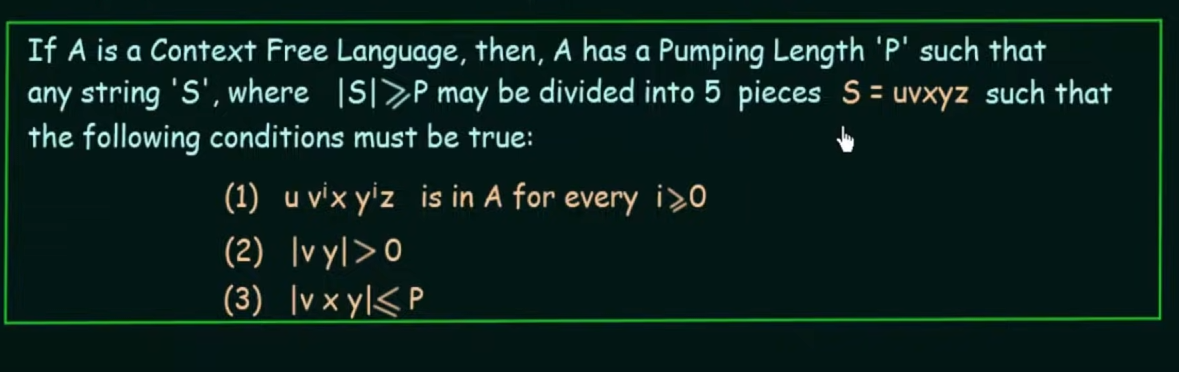 If A is a Context Free Language, then, A has a Pumping Length 'P' such that
any string 'S', where |S| ⩾ P may be divided into 5 pieces S = uvxyz such that
the following conditions must be true:
(1) u vⁱx yⁱz is in A for every i⩾0
(2) |v y| > 0
(3) |v x y| ⩽ P